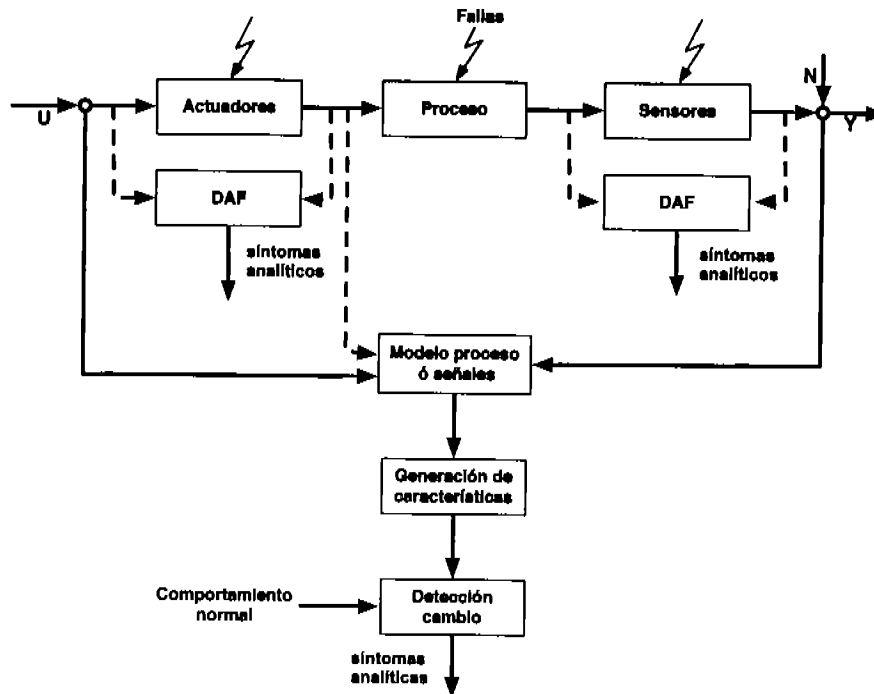 Fallas
N
Actuadores
Proceso
Sensores
U
Y
DAF
DAF
síntomas
analíticos
síntomas
analíticos
Modelo proceso
ó señales
Generación de
características
Comportamiento
normal
Detección
cambio
síntomas
analíticas